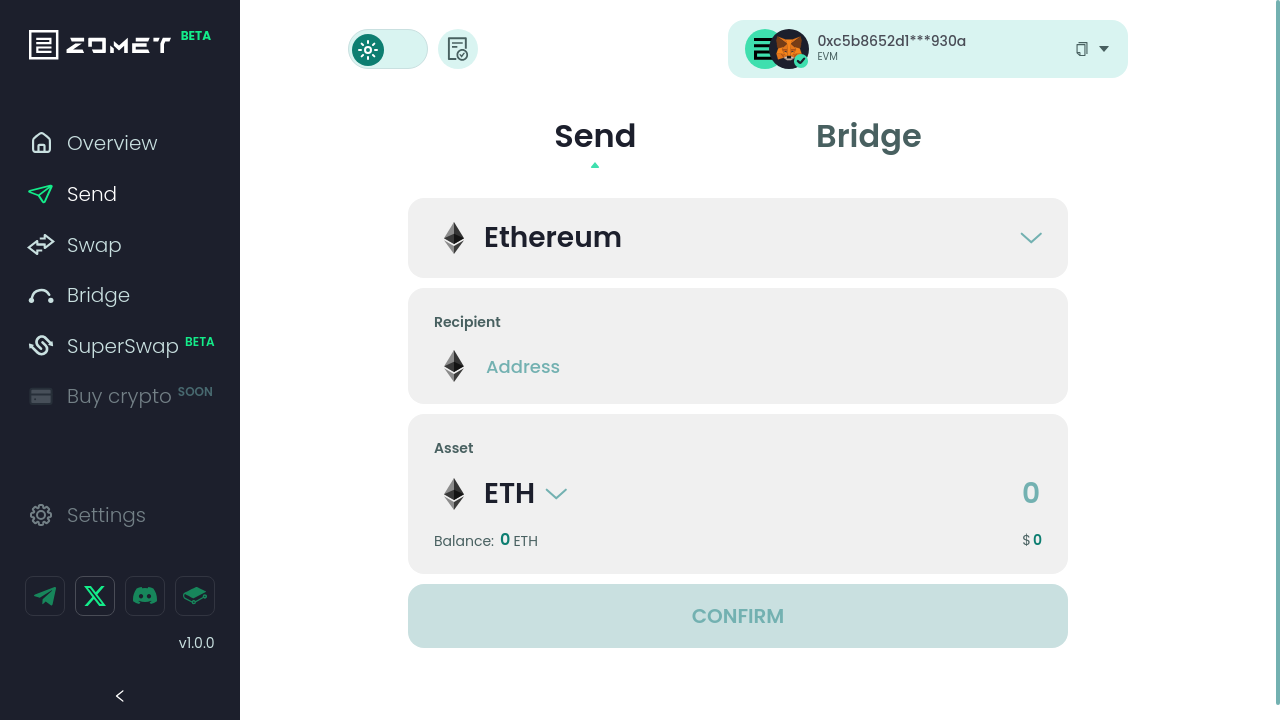 ZOMET BETA
Overview
Send
Swap
Bridge
SuperSwap BETA
Buy crypto SOON
Settings
v1.0.0
0xc5b8652d1***930a
EVM
Send Bridge
Ethereum
Recipient
Address
Asset
ETH 0
Balance: 0 ETH $0
CONFIRM